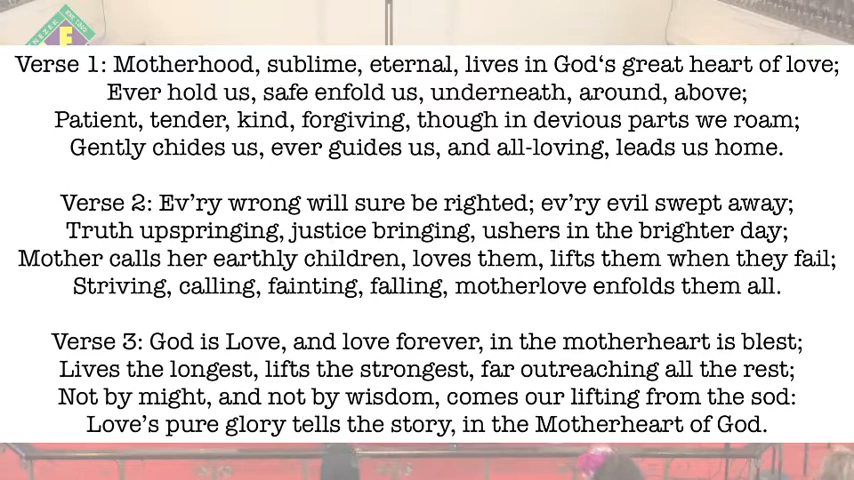 Verse 1: Motherhood, sublime, eternal, lives in God‘s great heart of love;
Ever hold us, safe enfold us, underneath, around, above;
Patient, tender, kind, forgiving, though in devious parts we roam;
Gently chides us, ever guides us, and all-loving, leads us home.
Verse 2: Ev’ry wrong will sure be righted; ev’ry evil swept away;
Truth upspringing, justice bringing, ushers in the brighter day;
Mother calls her earthly children, loves them, lifts them when they fail;
Striving, calling, fainting, falling, motherlove enfolds them all.
Verse 3: God is Love, and love forever, in the motherheart is blest;
Lives the longest, lifts the strongest, far outreaching all the rest;
Not by might, and not by wisdom, comes our lifting from the sod:
Love’s pure glory tells the story, in the Motherheart of God.